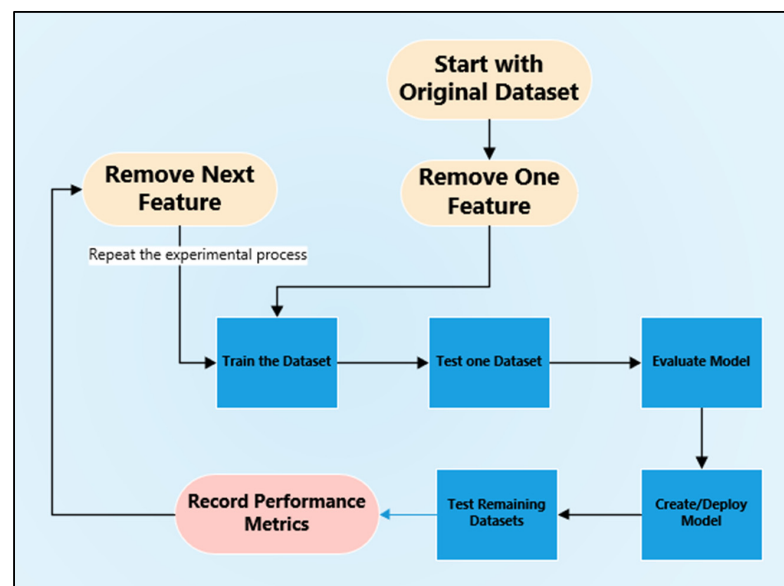 Start with
Original Dataset
Remove Next
Feature
Remove One
Feature
Repeat the experimental process
Train the Dataset
Test one Dataset
Evaluate Model
Record Performance
Metrics
Test Remaining
Datasets
Create/Deploy
Model